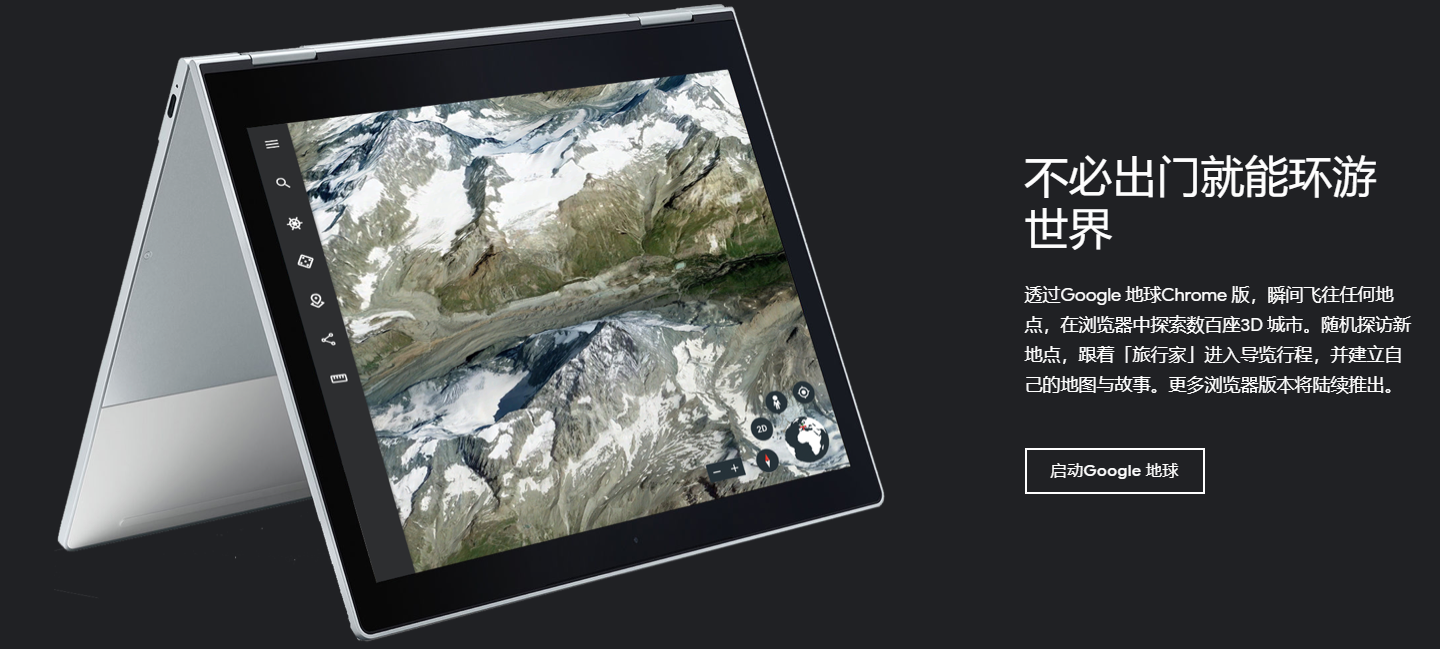 不必出门就能环游
世界
透过Google 地球Chrome 版，瞬间飞往任何地
点，在浏览器中探索数百座3D 城市。随机探访新
地点，跟着「旅行家」进入导览行程，并建立自
己的地图与故事。更多浏览器版本将陆续推出。
2D
启动Google 地球